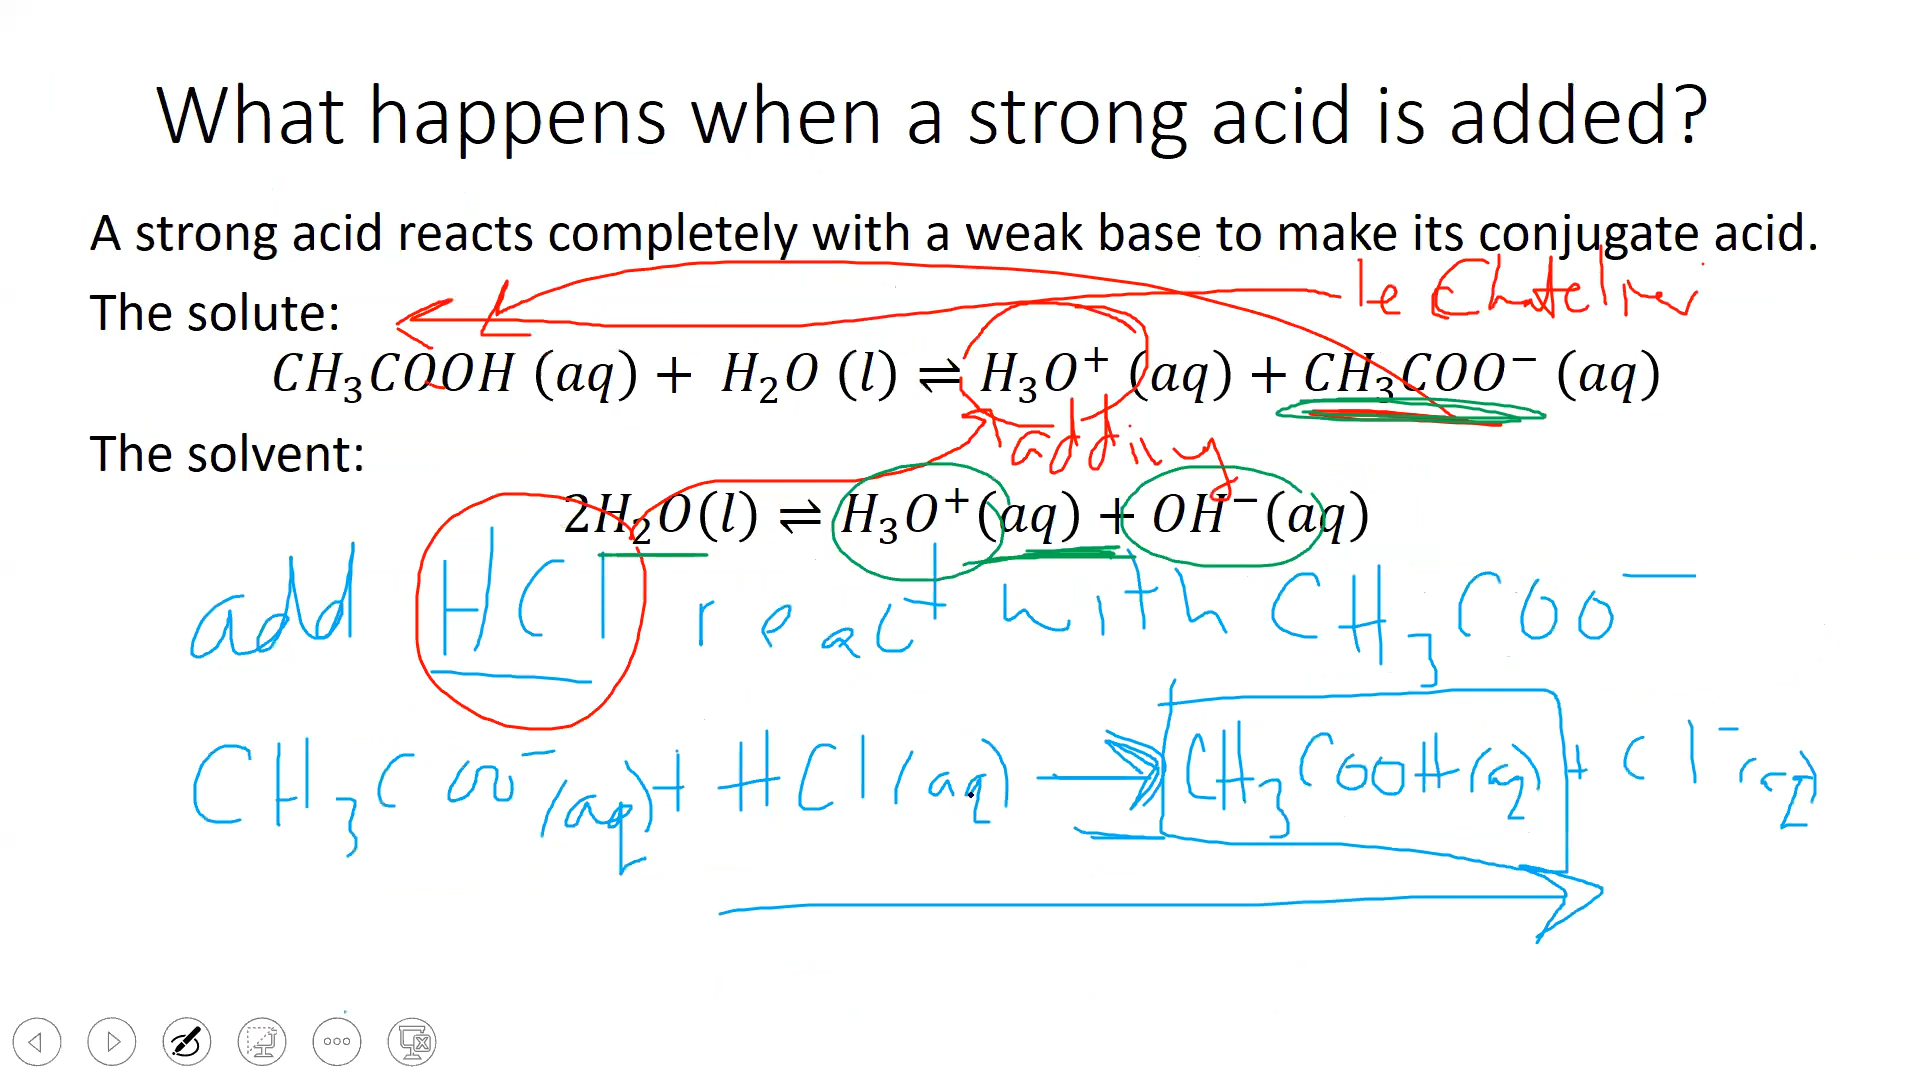 What happens when a strong acid is added?
A strong acid reacts completely with a weak base to make its conjugate acid.
le Chatelier
The solute:
CH₃COOH (aq) + H₂O (l) ⇌ H₃O⁺ (aq) + CH₃COO⁻ (aq)
adding
The solvent:
2H₂O(l) ⇌ H₃O⁺(aq) + OH⁻(aq)
add HCl react with CH₃COO⁻
CH₃COO⁻(aq) + HCl(aq) → CH₃COOH(aq) + Cl⁻(aq)